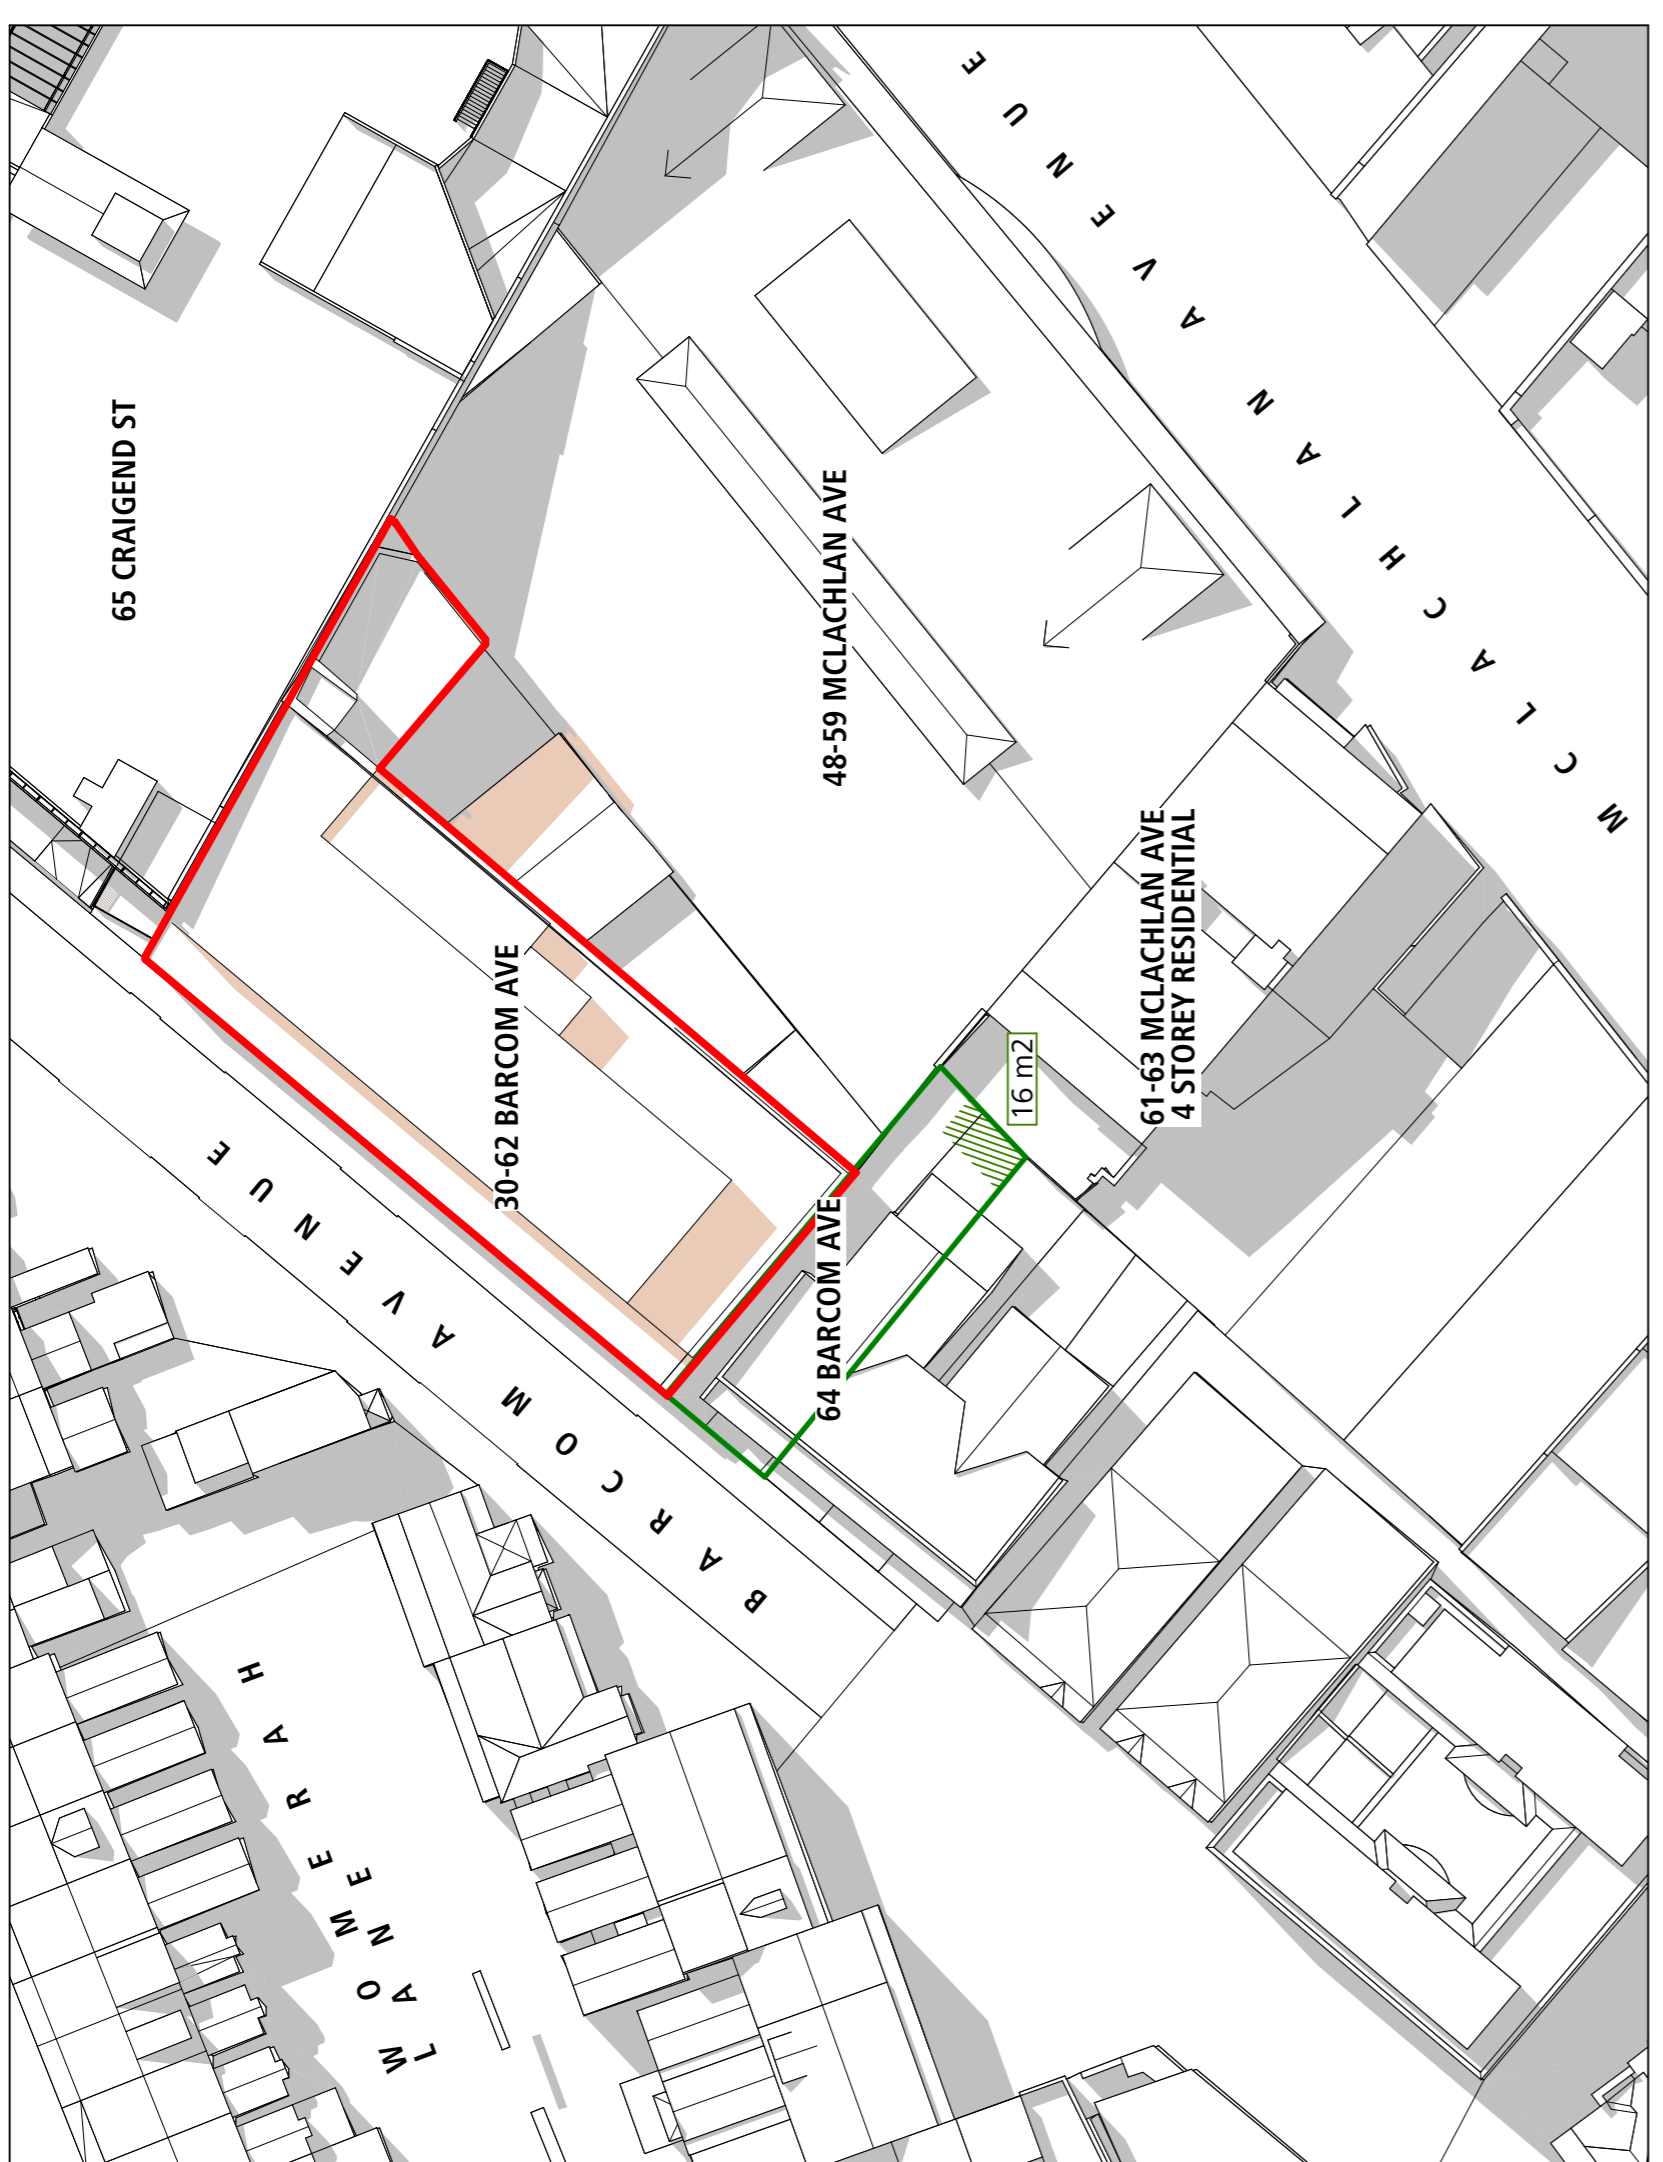 65 CRAIGEND ST
48-59 MCLACHLAN AVE
30-62 BARCOM AVE
61-63 MCLACHLAN AVE
4 STOREY RESIDENTIAL
64 BARCOM AVE
16 m2
MCLACHLAN AVENUE
BARCOM AVENUE
WOMERAH
LANE